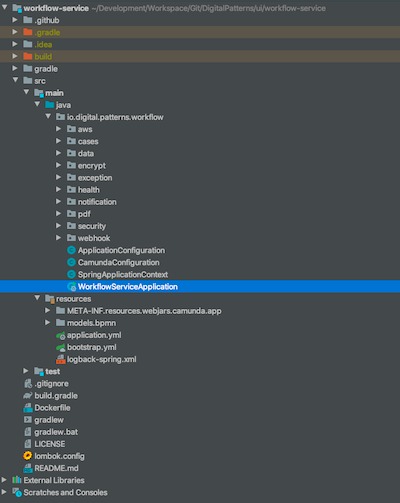 workflow-service ~/Development/Workspace/Git/DigitalPatterns/ui/workflow-service
.github
.gradle
.idea
build
gradle
src
main
java
io.digital.patterns.workflow
aws
cases
data
encrypt
exception
health
notification
pdf
security
webhook
ApplicationConfiguration
CamundaConfiguration
SpringApplicationContext
WorkflowServiceApplication
resources
META-INF.resources.webjars.camunda.app
models.bpmn
application.yml
bootstrap.yml
logback-spring.xml
test
.gitignore
build.gradle
Dockerfile
gradlew
gradlew.bat
LICENSE
lombok.config
README.md
External Libraries
Scratches and Consoles